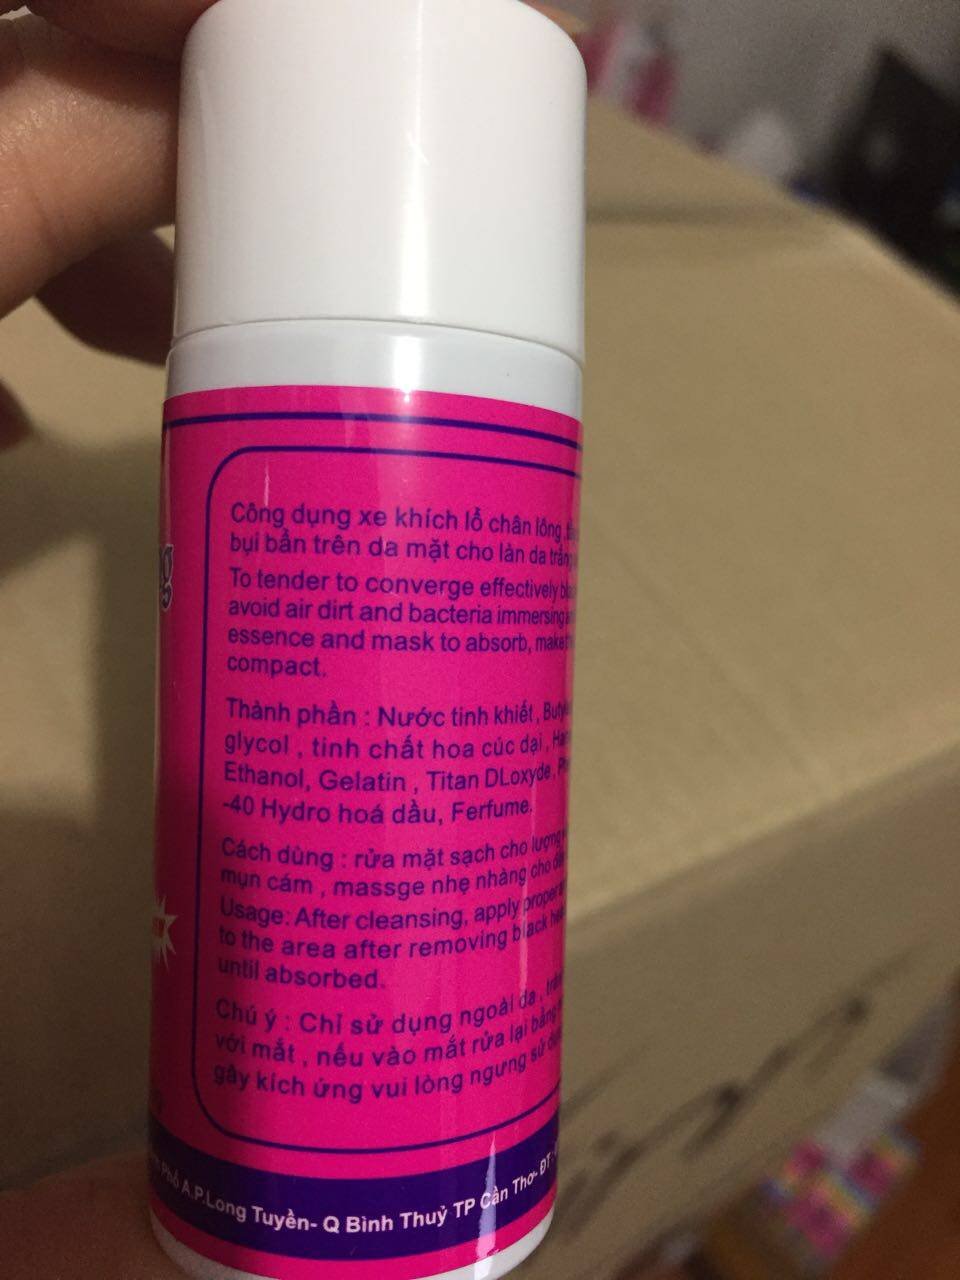 Công dụng xe khích lổ chân lông
bụi bẩn trên da mặt cho làn da trắng
To tender to converge effectively
avoid air dirt and bacteria immersing
essence and mask to absorb, make
compact.
Thành phần : Nước tinh khiết ,
glycol , tinh chất hoa cúc dại ,
Ethanol, Gelatin , Titan DLoxyde ,
-40 Hydro hoá dầu, Ferfume.
Cách dùng : rửa mặt sạch cho lượng
mụn cám , massge nhẹ nhàng cho
Usage: After cleansing, apply proper
to the area after removing black
until absorbed.
Chú ý : Chỉ sử dụng ngoài da ,
với mắt , nếu vào mắt rửa lại bằng
gây kích ứng vui lòng ngưng sử
Phố A.P.Long Tuyền- Q Bình Thuỷ TP Cần Thơ- ĐT